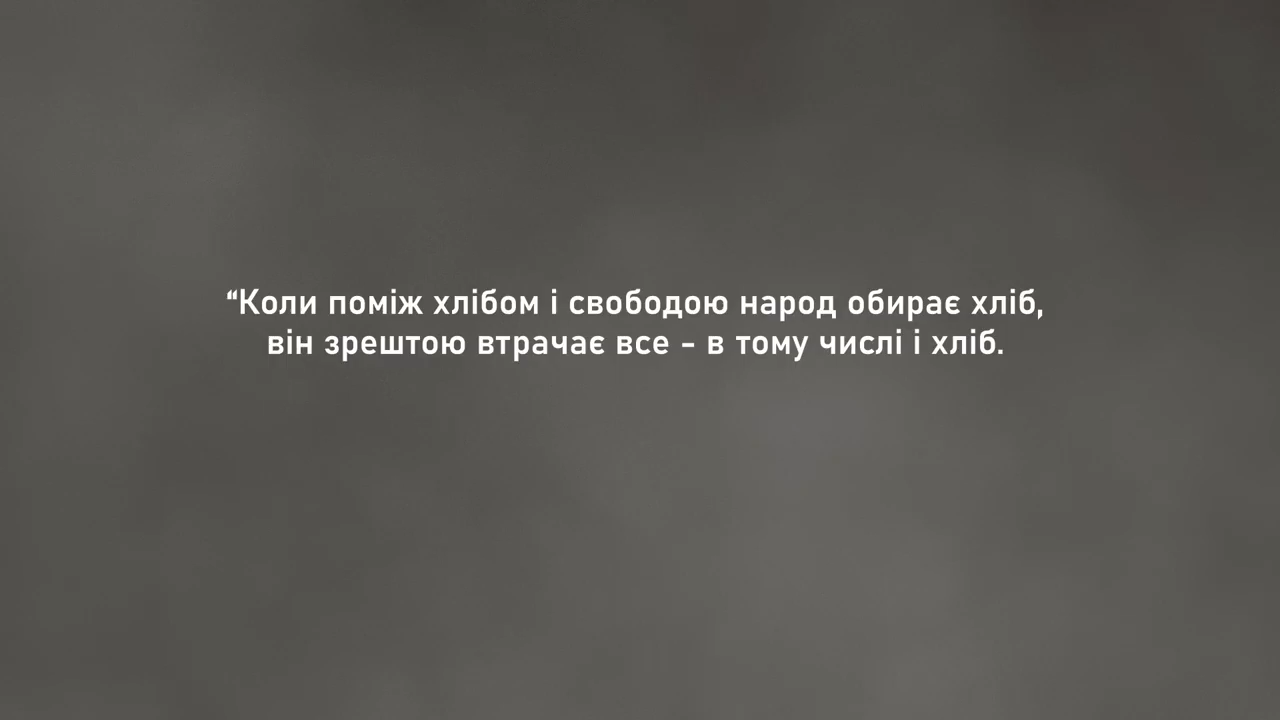 “Коли поміж хлібом і свободою народ обирає хліб,
він зрештою втрачає все - в тому числі і хліб.